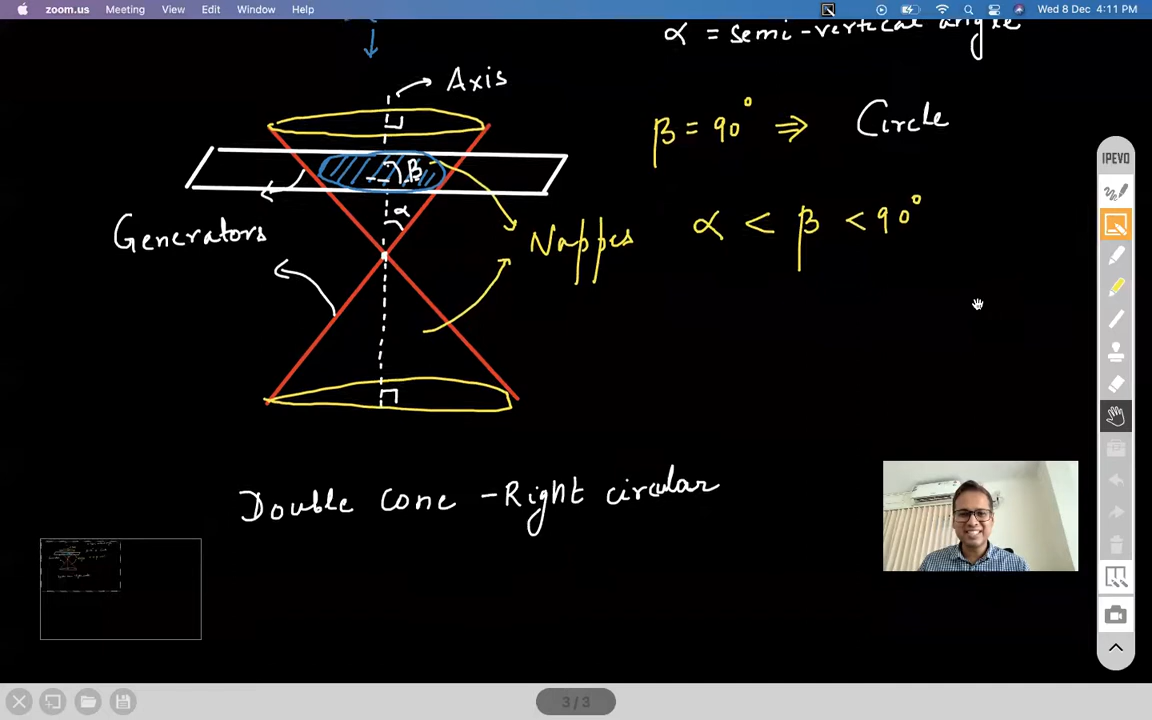 zoom.us Meeting View Edit Window Help Wed 8 Dec 4:11 PM
α = semi-vertical angle
Axis
β = 90° ⇒ Circle
β
α
Generators
Nappes
α < β < 90°
Double cone - Right circular
IPEVO
3/3